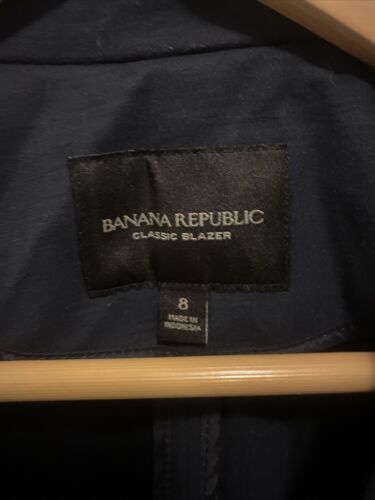 BANANA REPUBLIC
CLASSIC BLAZER
8
MADE IN
INDONESIA